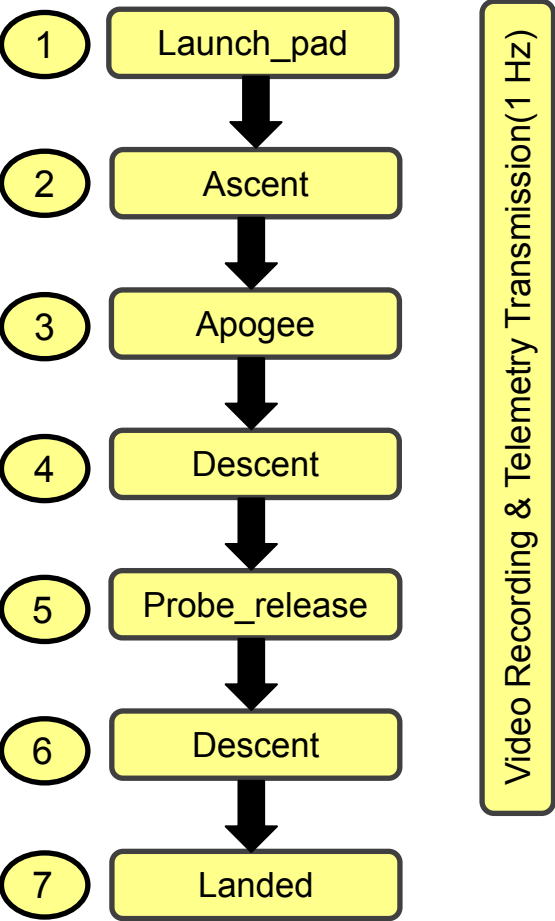 1
Launch_pad
2
Ascent
3
Apogee
4
Descent
5
Probe_release
6
Descent
7
Landed
Video Recording & Telemetry Transmission(1 Hz)